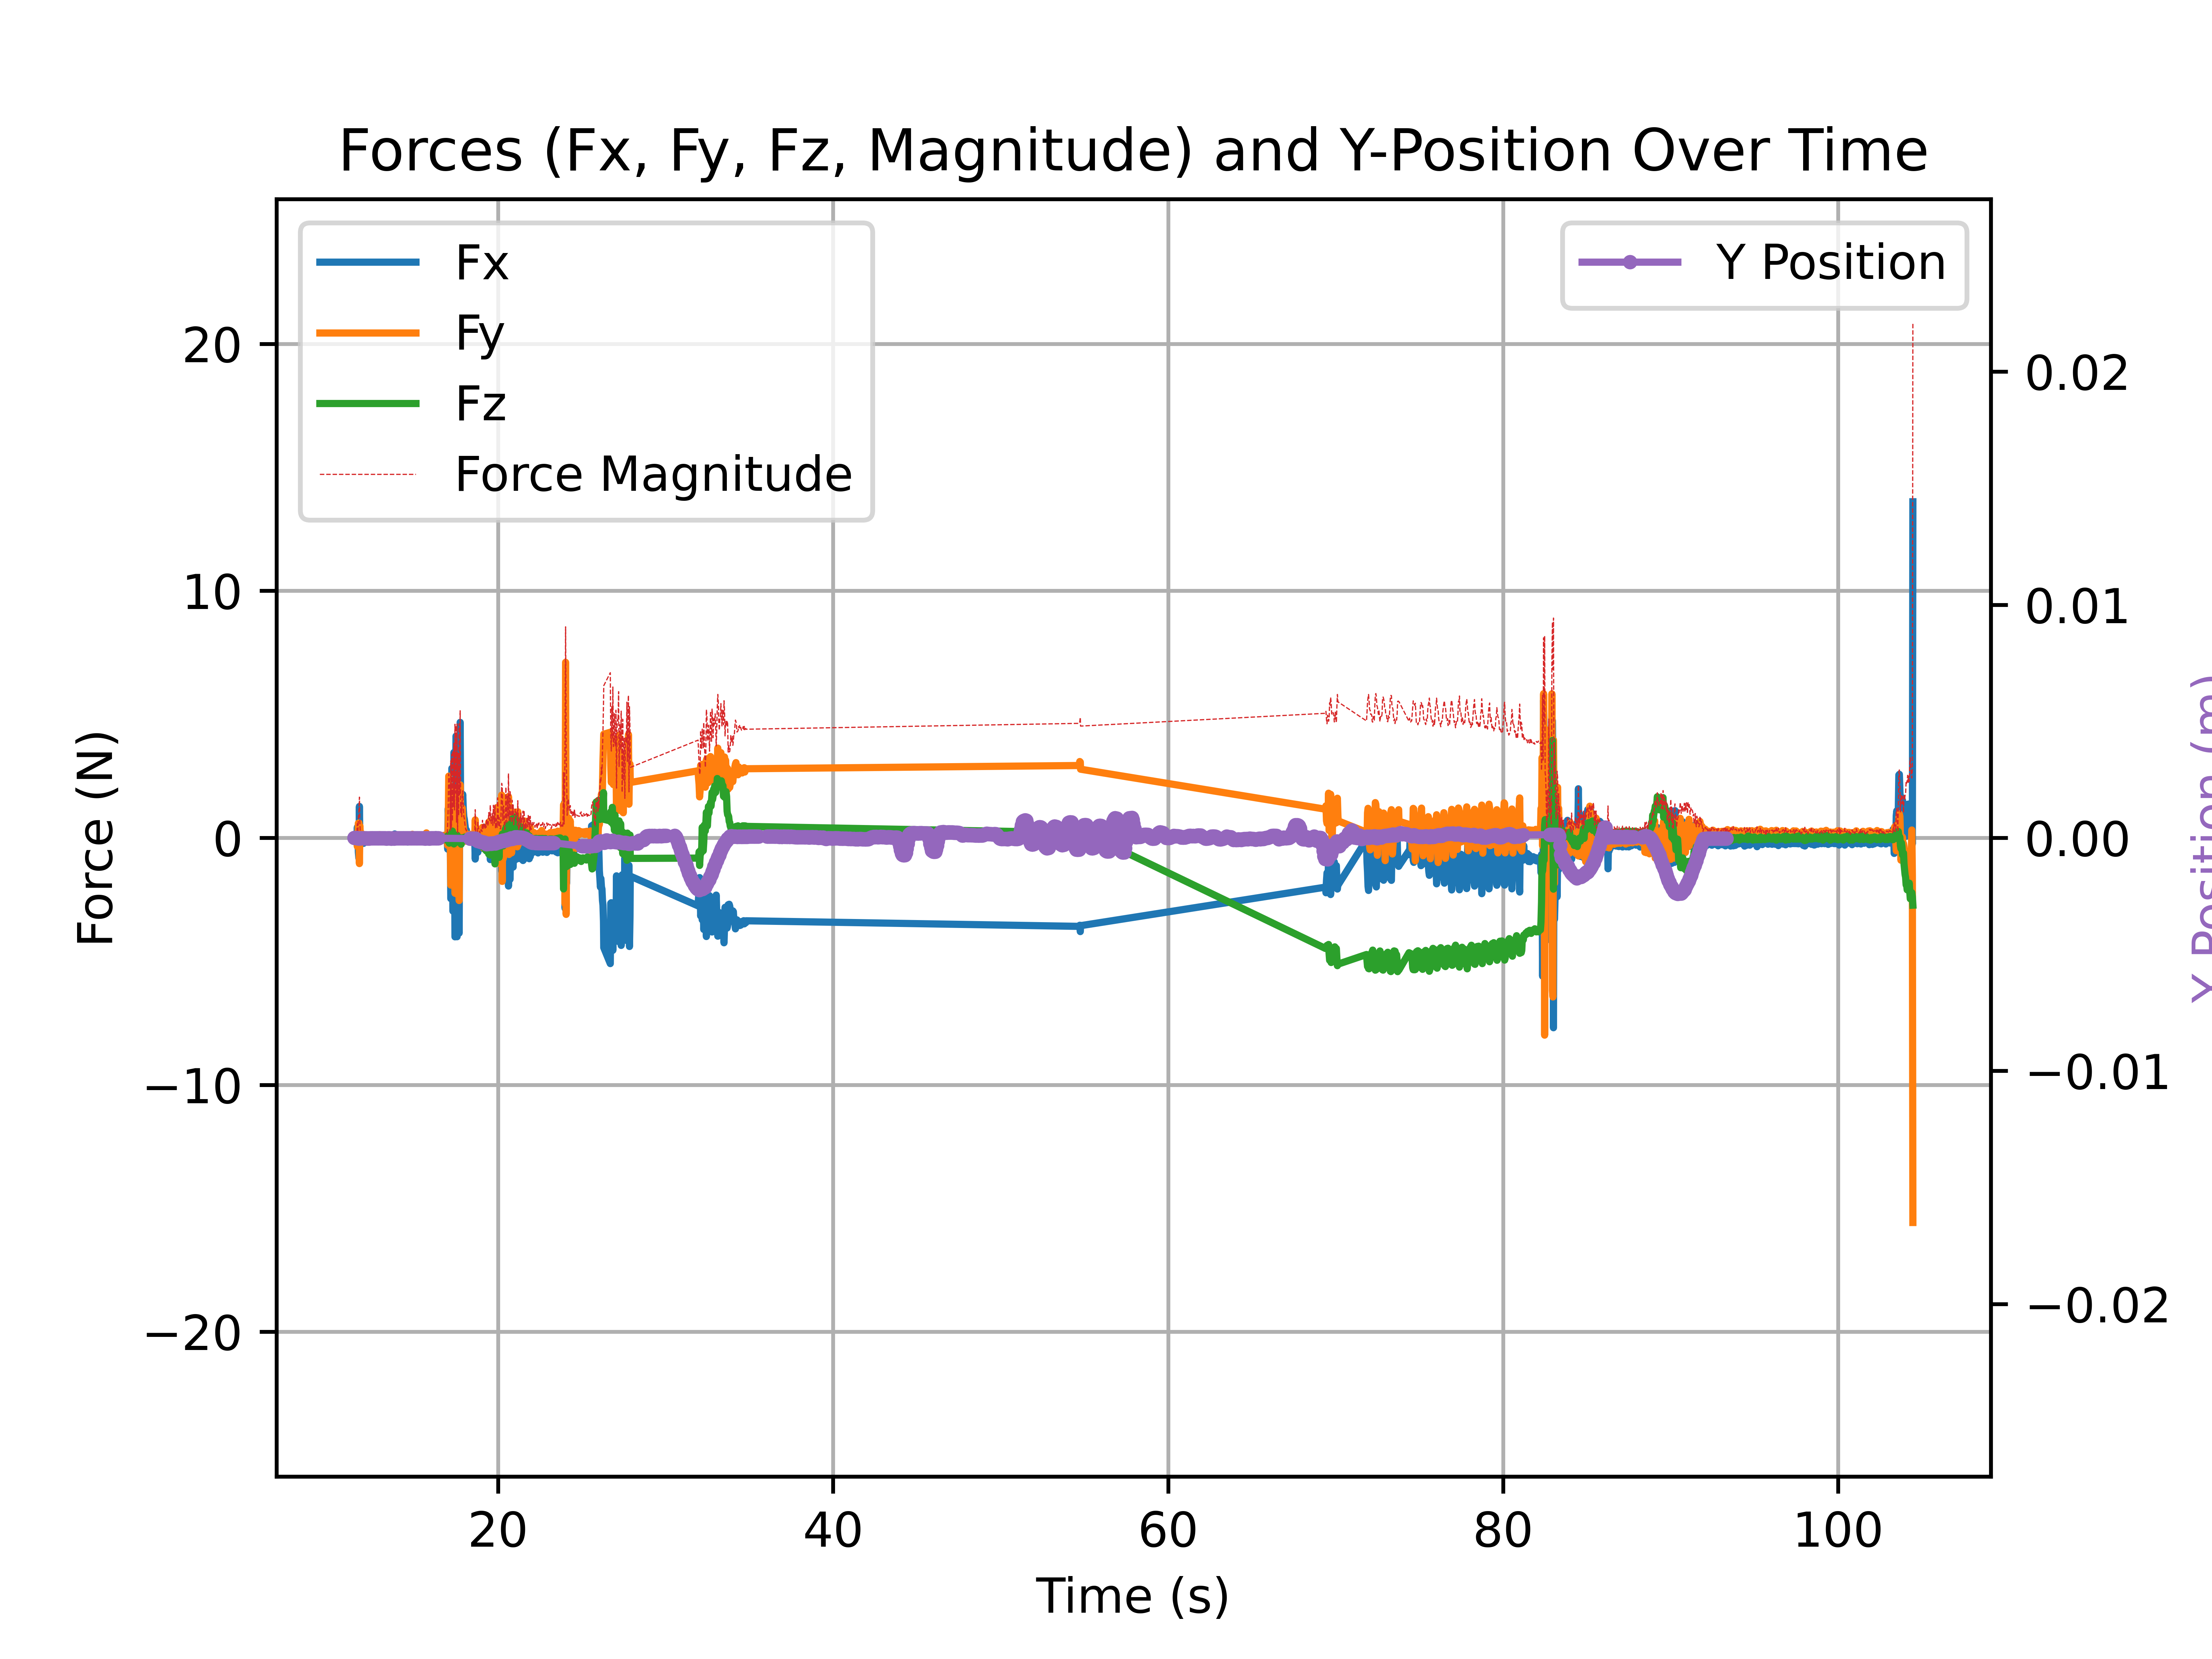 Forces (Fx, Fy, Fz, Magnitude) and Y-Position Over Time
Fx
Fy
Fz
Force Magnitude
Y Position
Force (N)
20
10
0
−10
−20
0.02
0.01
0.00
−0.01
−0.02
Y Position (m)
20
40
60
80
100
Time (s)